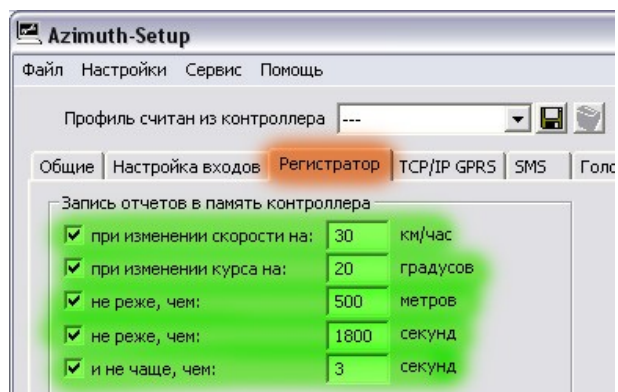 Azimuth-Setup
Файл Настройки Сервис Помощь
Профиль считан из контроллера ---
Общие Настройка входов Регистратор TCP/IP GPRS SMS Голо
Запись отчетов в память контроллера
при изменении скорости на: 30 км/час
при изменении курса на: 20 градусов
не реже, чем: 500 метров
не реже, чем: 1800 секунд
и не чаще, чем: 3 секунд